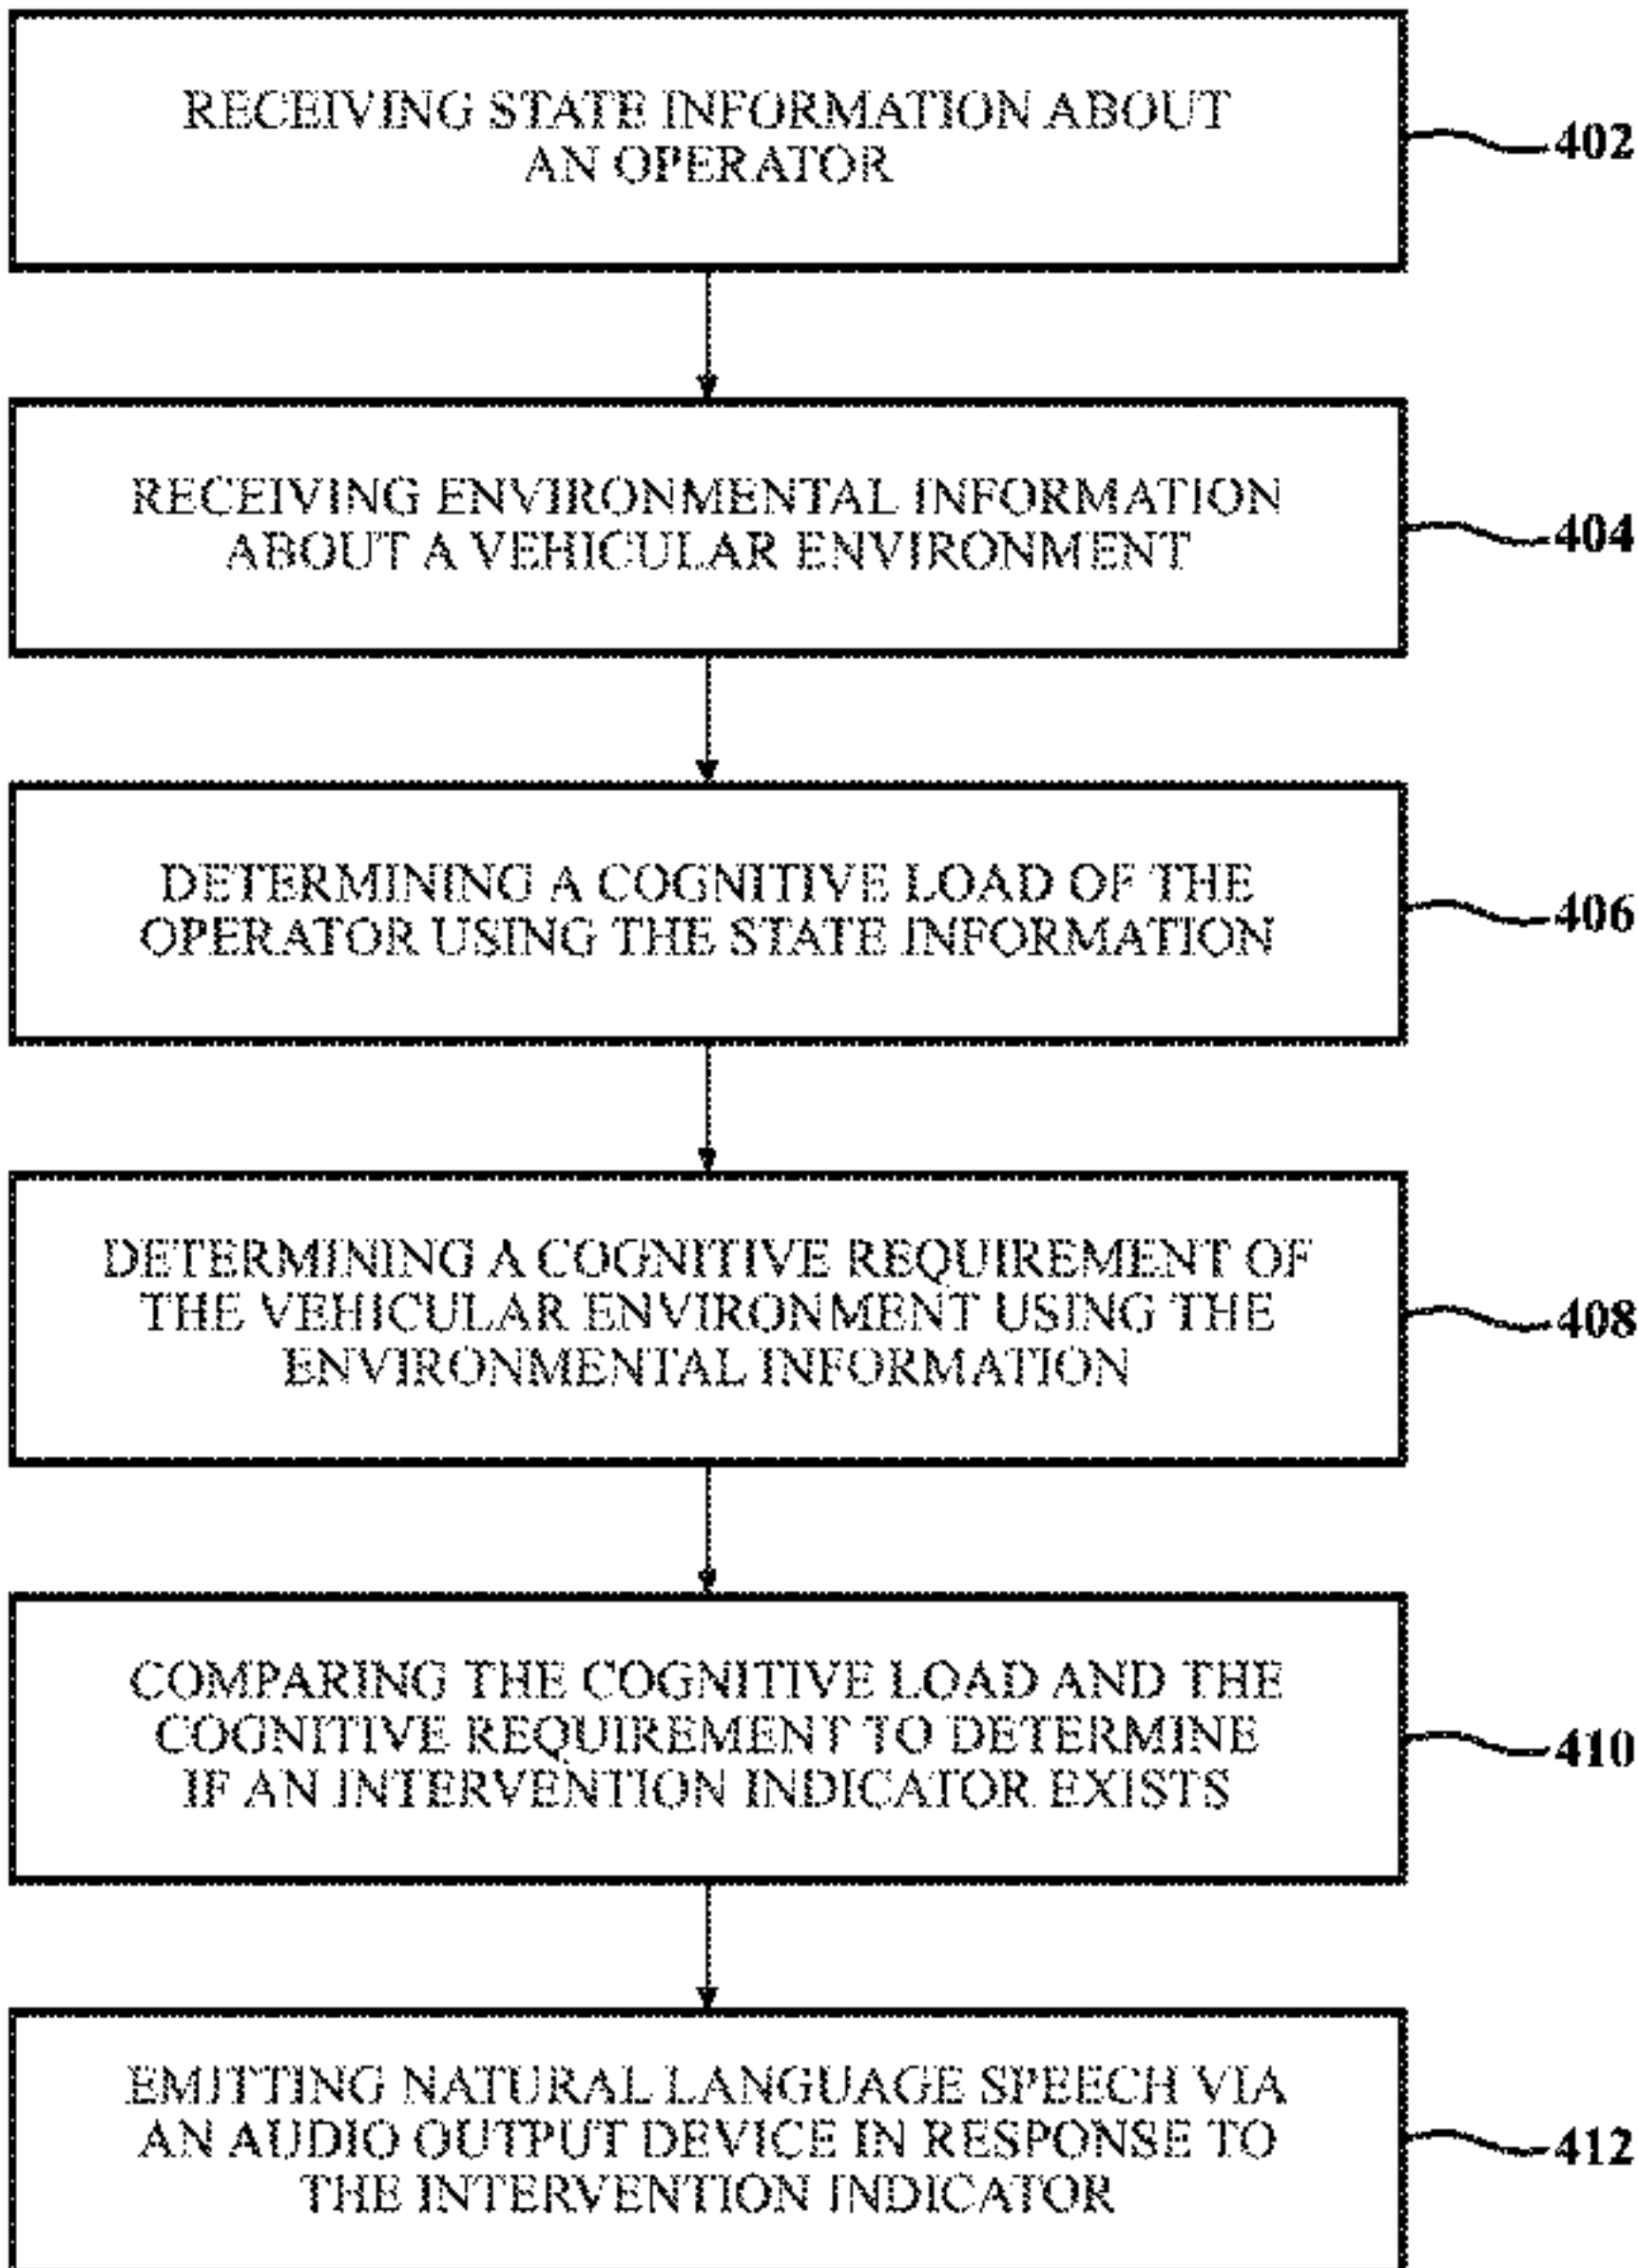 RECEIVING STATE INFORMATION ABOUT
AN OPERATOR
402
RECEIVING ENVIRONMENTAL INFORMATION
ABOUT A VEHICULAR ENVIRONMENT
404
DETERMINING A COGNITIVE LOAD OF THE
OPERATOR USING THE STATE INFORMATION
406
DETERMINING A COGNITIVE REQUIREMENT OF
THE VEHICULAR ENVIRONMENT USING THE
ENVIRONMENTAL INFORMATION
408
COMPARING THE COGNITIVE LOAD AND THE
COGNITIVE REQUIREMENT TO DETERMINE
IF AN INTERVENTION INDICATOR EXISTS
410
EMITTING NATURAL LANGUAGE SPEECH VIA
AN AUDIO OUTPUT DEVICE IN RESPONSE TO
THE INTERVENTION INDICATOR
412